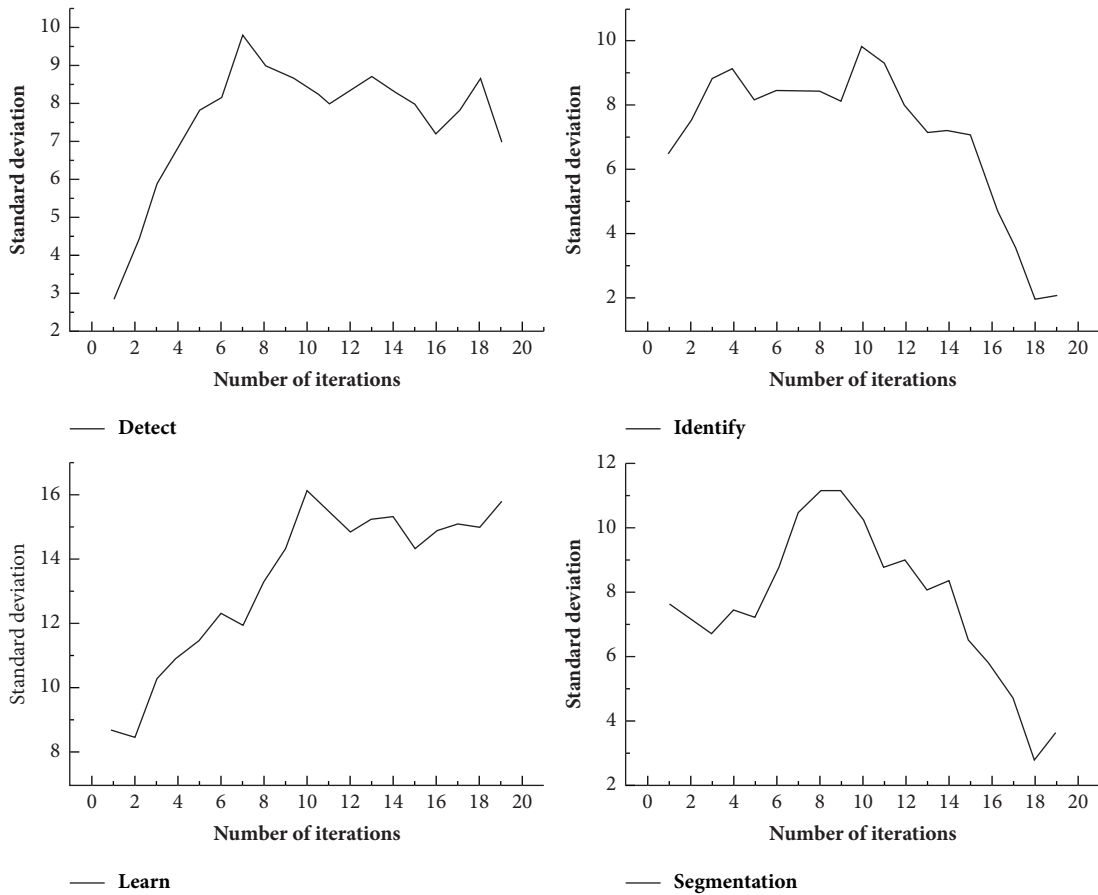 10
9
8
7
6
5
4
3
2
Standard deviation
0 2 4 6 8 10 12 14 16 18 20
Number of iterations
Detect
10
8
6
4
2
Standard deviation
0 2 4 6 8 10 12 14 16 18 20
Number of iterations
Identify
16
14
12
10
8
Standard deviation
0 2 4 6 8 10 12 14 16 18 20
Number of iterations
Learn
12
10
8
6
4
2
Standard deviation
0 2 4 6 8 10 12 14 16 18 20
Number of iterations
Segmentation